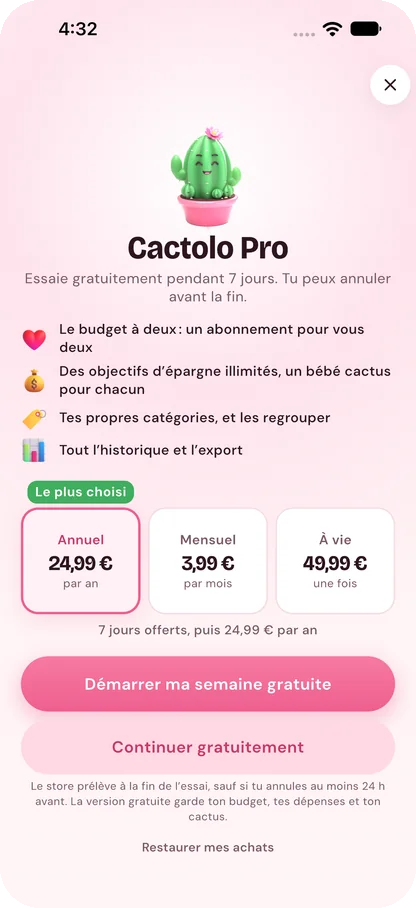 4:32
Cactolo Pro
Essaie gratuitement pendant 7 jours. Tu peux annuler
avant la fin.
Le budget à deux : un abonnement pour vous
deux
Des objectifs d’épargne illimités, un bébé cactus
pour chacun
Tes propres catégories, et les regrouper
Tout l’historique et l’export
Le plus choisi
Annuel
24,99 €
par an
Mensuel
3,99 €
par mois
À vie
49,99 €
une fois
7 jours offerts, puis 24,99 € par an
Démarrer ma semaine gratuite
Continuer gratuitement
Le store prélève à la fin de l’essai, sauf si tu annules au moins 24 h
avant. La version gratuite garde ton budget, tes dépenses et ton
cactus.
Restaurer mes achats